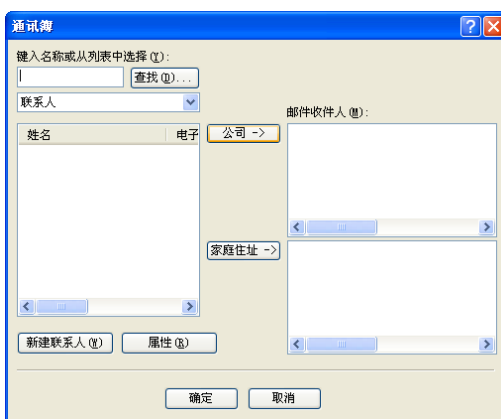 通讯簿
键入名称或从列表中选择(Y):
查找(D)...
联系人
邮件收件人(M):
姓名 电子
公司 ->
家庭住址 ->
新建联系人(W) 属性(R)
确定 取消